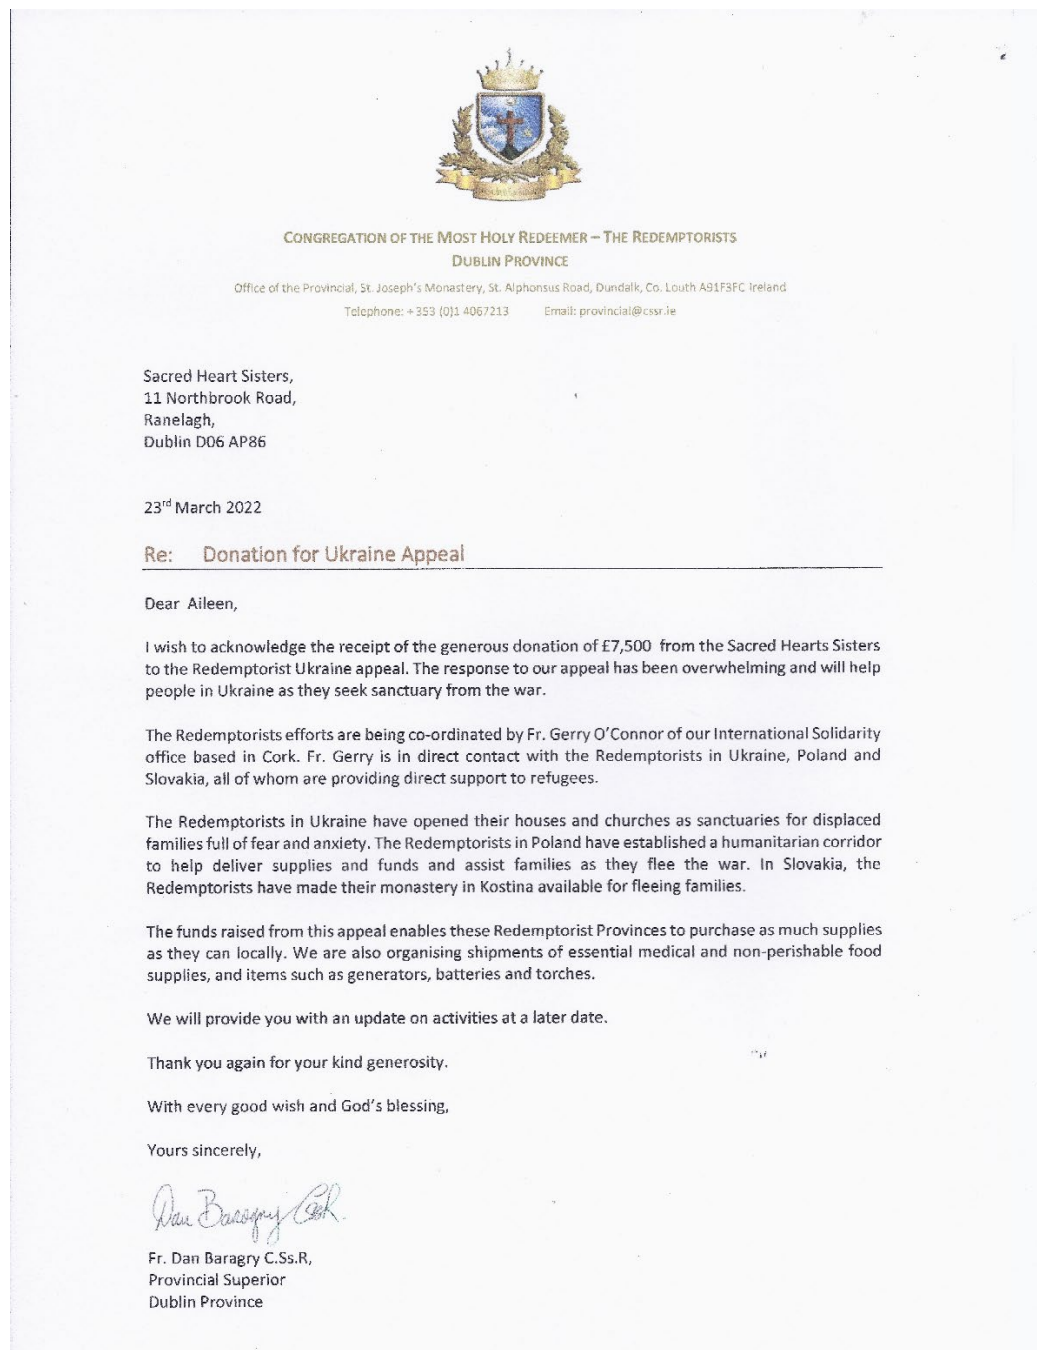 CONGREGATION OF THE MOST HOLY REDEEMER – THE REDEMPTORISTS
DUBLIN PROVINCE
Office of the Provincial, St. Joseph's Monastery, St. Alphonsus Road, Dundalk, Co. Louth A91F3FC Ireland
Telephone: +353 (0)1 4067213 Email: provincial@cssr.ie
Sacred Heart Sisters,
11 Northbrook Road,
Ranelagh,
Dublin D06 AP86
23rd March 2022
Re: Donation for Ukraine Appeal
Dear Aileen,
I wish to acknowledge the receipt of the generous donation of £7,500 from the Sacred Hearts Sisters
to the Redemptorist Ukraine appeal. The response to our appeal has been overwhelming and will help
people in Ukraine as they seek sanctuary from the war.
The Redemptorists efforts are being co-ordinated by Fr. Gerry O'Connor of our International Solidarity
office based in Cork. Fr. Gerry is in direct contact with the Redemptorists in Ukraine, Poland and
Slovakia, all of whom are providing direct support to refugees.
The Redemptorists in Ukraine have opened their houses and churches as sanctuaries for displaced
families full of fear and anxiety. The Redemptorists in Poland have established a humanitarian corridor
to help deliver supplies and funds and assist families as they flee the war. In Slovakia, the
Redemptorists have made their monastery in Kostina available for fleeing families.
The funds raised from this appeal enables these Redemptorist Provinces to purchase as much supplies
as they can locally. We are also organising shipments of essential medical and non-perishable food
supplies, and items such as generators, batteries and torches.
We will provide you with an update on activities at a later date.
Thank you again for your kind generosity.
With every good wish and God's blessing,
Yours sincerely,
Dan Baragry CSsR.
Fr. Dan Baragry C.Ss.R,
Provincial Superior
Dublin Province